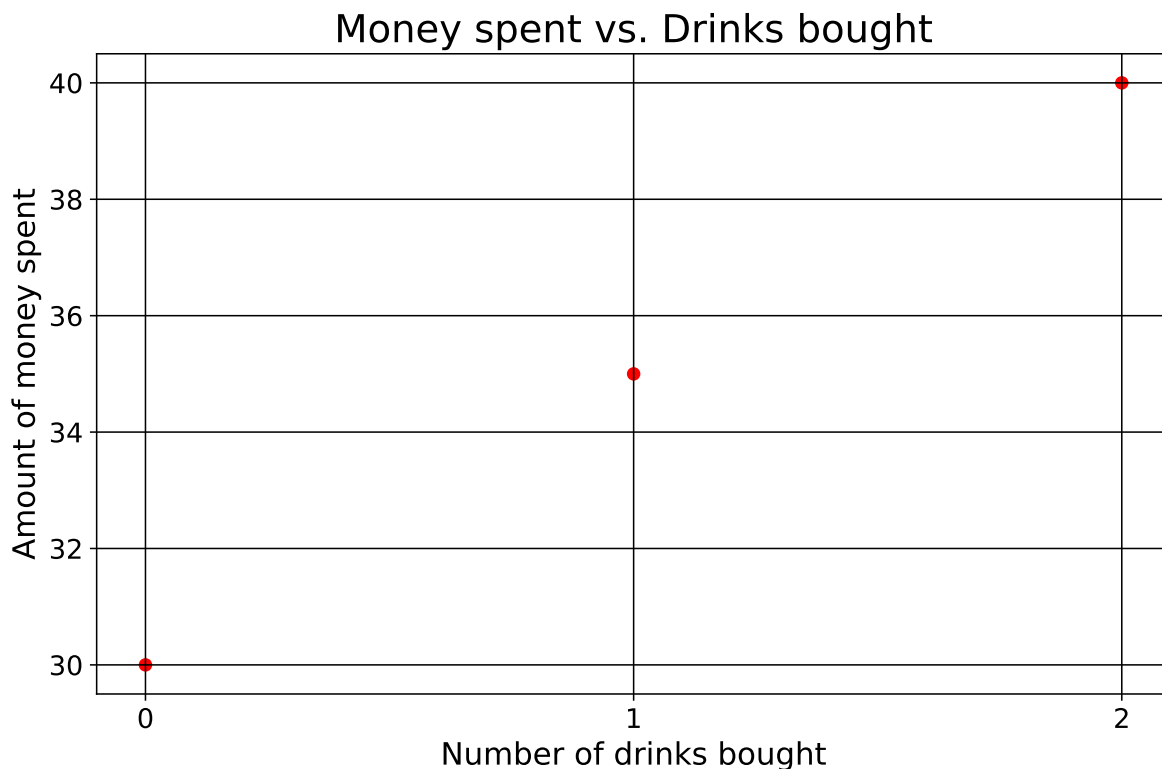 Money spent vs. Drinks bought
Amount of money spent
40
38
36
34
32
30
0 1 2
Number of drinks bought